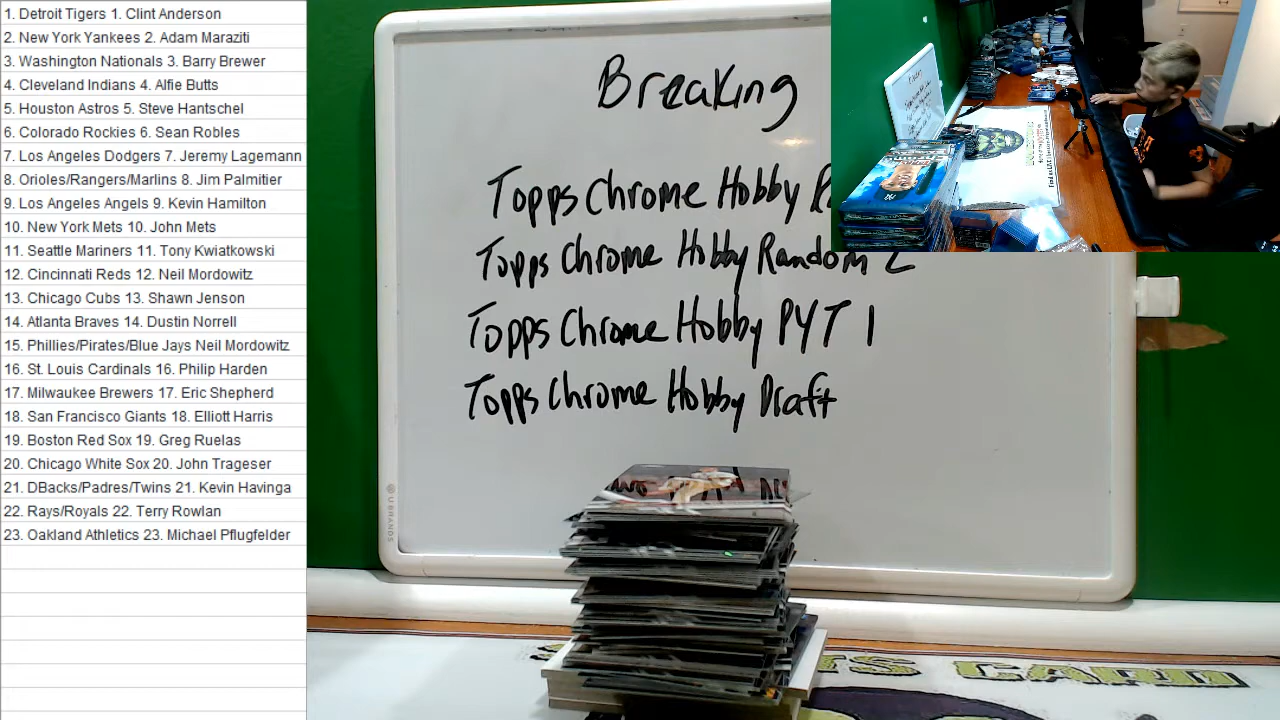 1. Detroit Tigers 1. Clint Anderson
2. New York Yankees 2. Adam Maraziti
3. Washington Nationals 3. Barry Brewer
4. Cleveland Indians 4. Alfie Butts
5. Houston Astros 5. Steve Hantschel
6. Colorado Rockies 6. Sean Robles
7. Los Angeles Dodgers 7. Jeremy Lagemann
8. Orioles/Rangers/Marlins 8. Jim Palmitier
9. Los Angeles Angels 9. Kevin Hamilton
10. New York Mets 10. John Mets
11. Seattle Mariners 11. Tony Kwiatkowski
12. Cincinnati Reds 12. Neil Mordowitz
13. Chicago Cubs 13. Shawn Jenson
14. Atlanta Braves 14. Dustin Norrell
15. Phillies/Pirates/Blue Jays Neil Mordowitz
16. St. Louis Cardinals 16. Philip Harden
17. Milwaukee Brewers 17. Eric Shepherd
18. San Francisco Giants 18. Elliott Harris
19. Boston Red Sox 19. Greg Ruelas
20. Chicago White Sox 20. John Trageser
21. DBacks/Padres/Twins 21. Kevin Havinga
22. Rays/Royals 22. Terry Rowlan
23. Oakland Athletics 23. Michael Pflugfelder
Breaking
Topps Chrome Hobby
Topps Chrome Hobby Random 2
Topps Chrome Hobby PYT 1
Topps Chrome Hobby Draft
U BRANDS
CARD